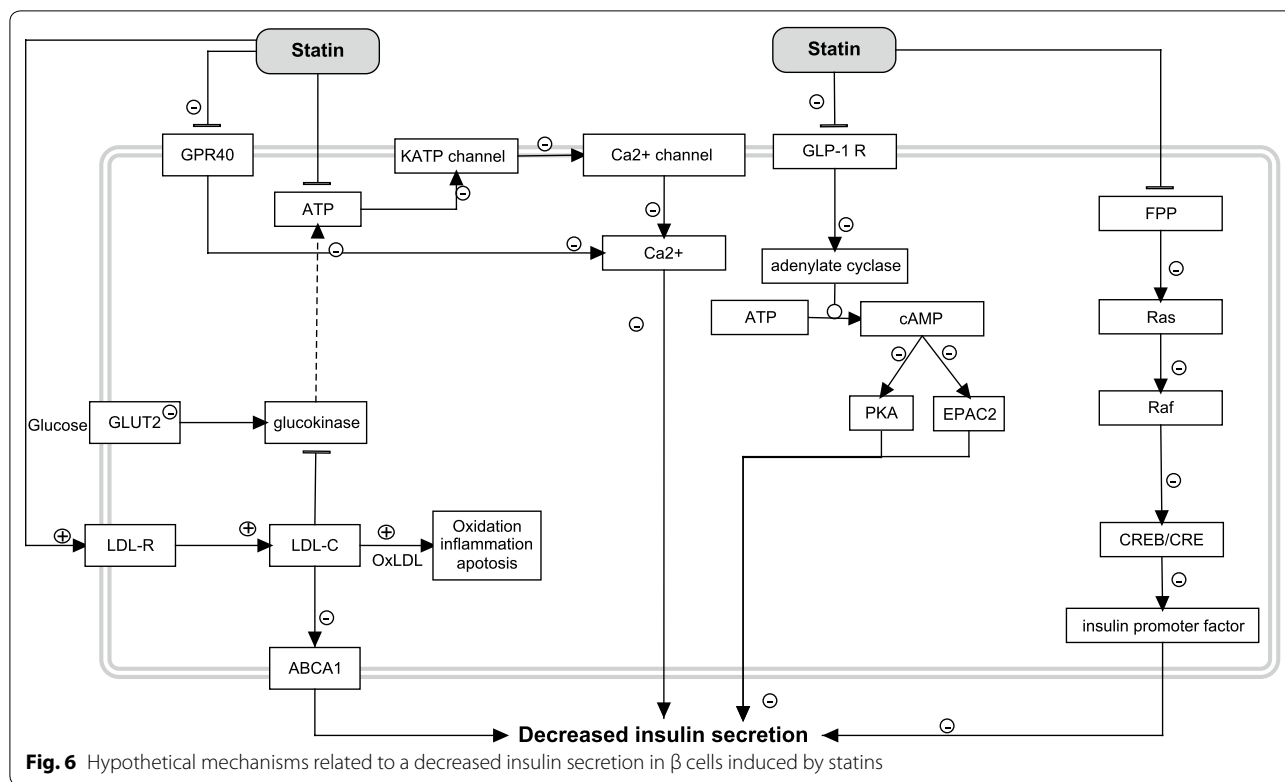 Statin
Statin
⊖
⊖
GPR40
KATP channel
⊖
Ca2+ channel
GLP-1 R
ATP
⊖
⊖
⊖
FPP
⊖
⊖
Ca2+
adenylate cyclase
⊖
⊖
ATP
cAMP
Ras
⊖
⊖
⊖
Glucose
GLUT2
⊖
glucokinase
PKA
EPAC2
Raf
⊖
⊕
LDL-R
⊕
LDL-C
⊕
OxLDL
Oxidation
inflammation
apotosis
CREB/CRE
⊖
⊖
insulin promoter factor
ABCA1
⊖
⊖
Decreased insulin secretion
Fig. 6 Hypothetical mechanisms related to a decreased insulin secretion in β cells induced by statins